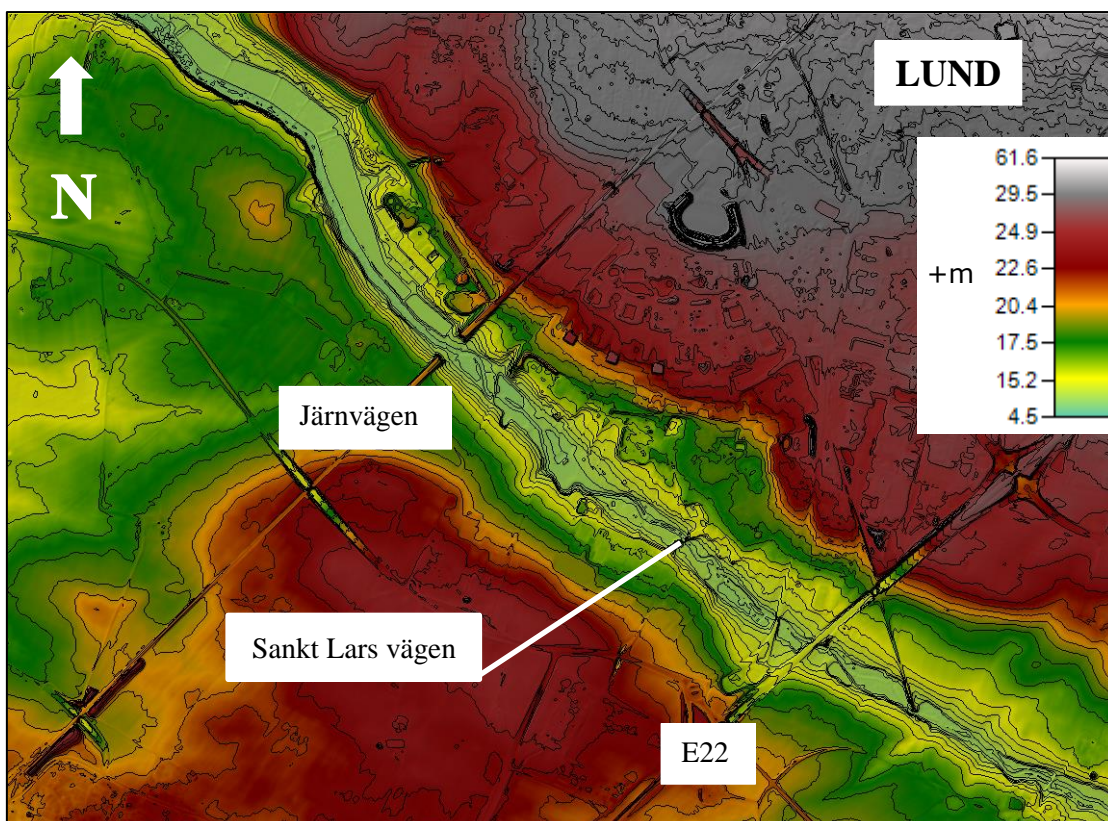 LUND
N
61.6
29.5
24.9
+m
22.6
20.4
17.5
15.2
4.5
Järnvägen
Sankt Lars vägen
E22